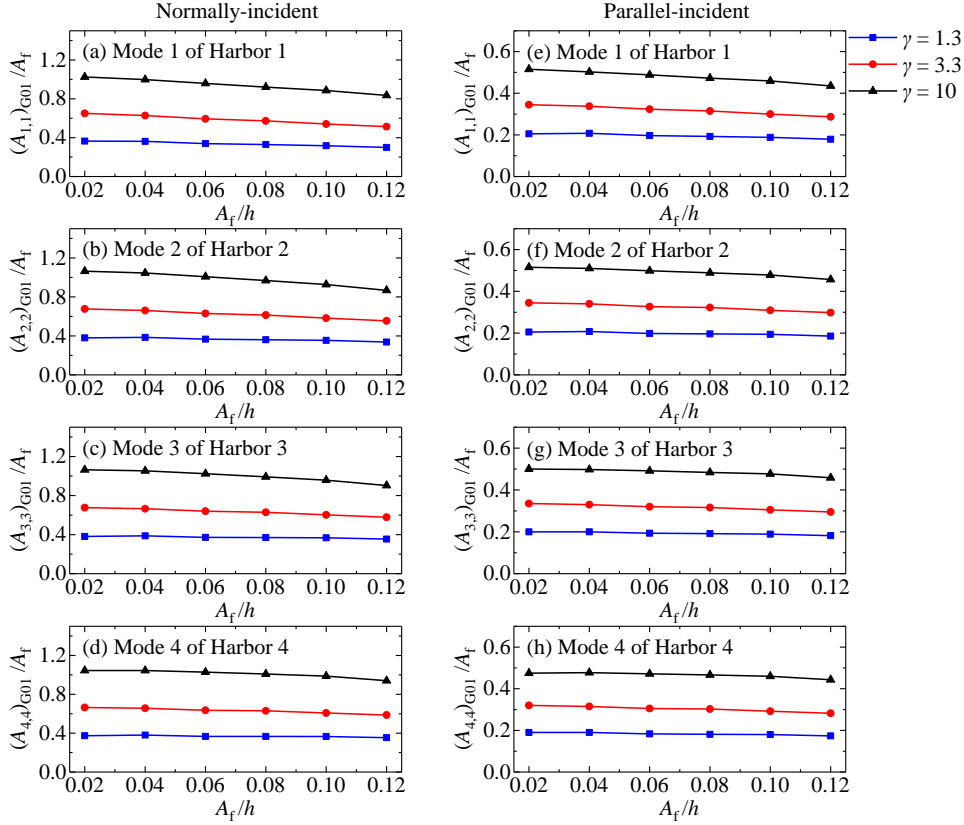 Normally-incident
Parallel-incident
(a) Mode 1 of Harbor 1
(A1,1)G01 /Af
1.2
0.8
0.4
0.0
0.02 0.04 0.06 0.08 0.10 0.12
Af/h
(e) Mode 1 of Harbor 1
(A1,1)G01 /Af
0.6
0.4
0.2
0.0
0.02 0.04 0.06 0.08 0.10 0.12
Af/h
γ = 1.3
γ = 3.3
γ = 10
(b) Mode 2 of Harbor 2
(A2,2)G01 /Af
1.2
0.8
0.4
0.0
0.02 0.04 0.06 0.08 0.10 0.12
Af/h
(f) Mode 2 of Harbor 2
(A2,2)G01 /Af
0.6
0.4
0.2
0.0
0.02 0.04 0.06 0.08 0.10 0.12
Af/h
(c) Mode 3 of Harbor 3
(A3,3)G01 /Af
1.2
0.8
0.4
0.0
0.02 0.04 0.06 0.08 0.10 0.12
Af/h
(g) Mode 3 of Harbor 3
(A3,3)G01 /Af
0.6
0.4
0.2
0.0
0.02 0.04 0.06 0.08 0.10 0.12
Af/h
(d) Mode 4 of Harbor 4
(A4,4)G01 /Af
1.2
0.8
0.4
0.0
0.02 0.04 0.06 0.08 0.10 0.12
Af/h
(h) Mode 4 of Harbor 4
(A4,4)G01 /Af
0.6
0.4
0.2
0.0
0.02 0.04 0.06 0.08 0.10 0.12
Af/h